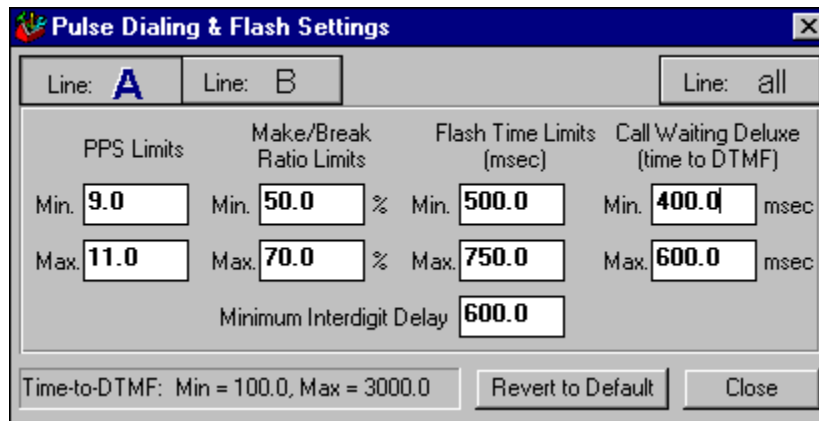 Pulse Dialing & Flash Settings
Line: A Line: B Line: all
PPS Limits
Make/Break
Ratio Limits
Flash Time Limits
(msec)
Call Waiting Deluxe
(time to DTMF)
Min. 9.0 Min. 50.0 % Min. 500.0 Min. 400.0 msec
Max. 11.0 Max. 70.0 % Max. 750.0 Max. 600.0 msec
Minimum Interdigit Delay 600.0
Time-to-DTMF: Min = 100.0, Max = 3000.0 Revert to Default Close